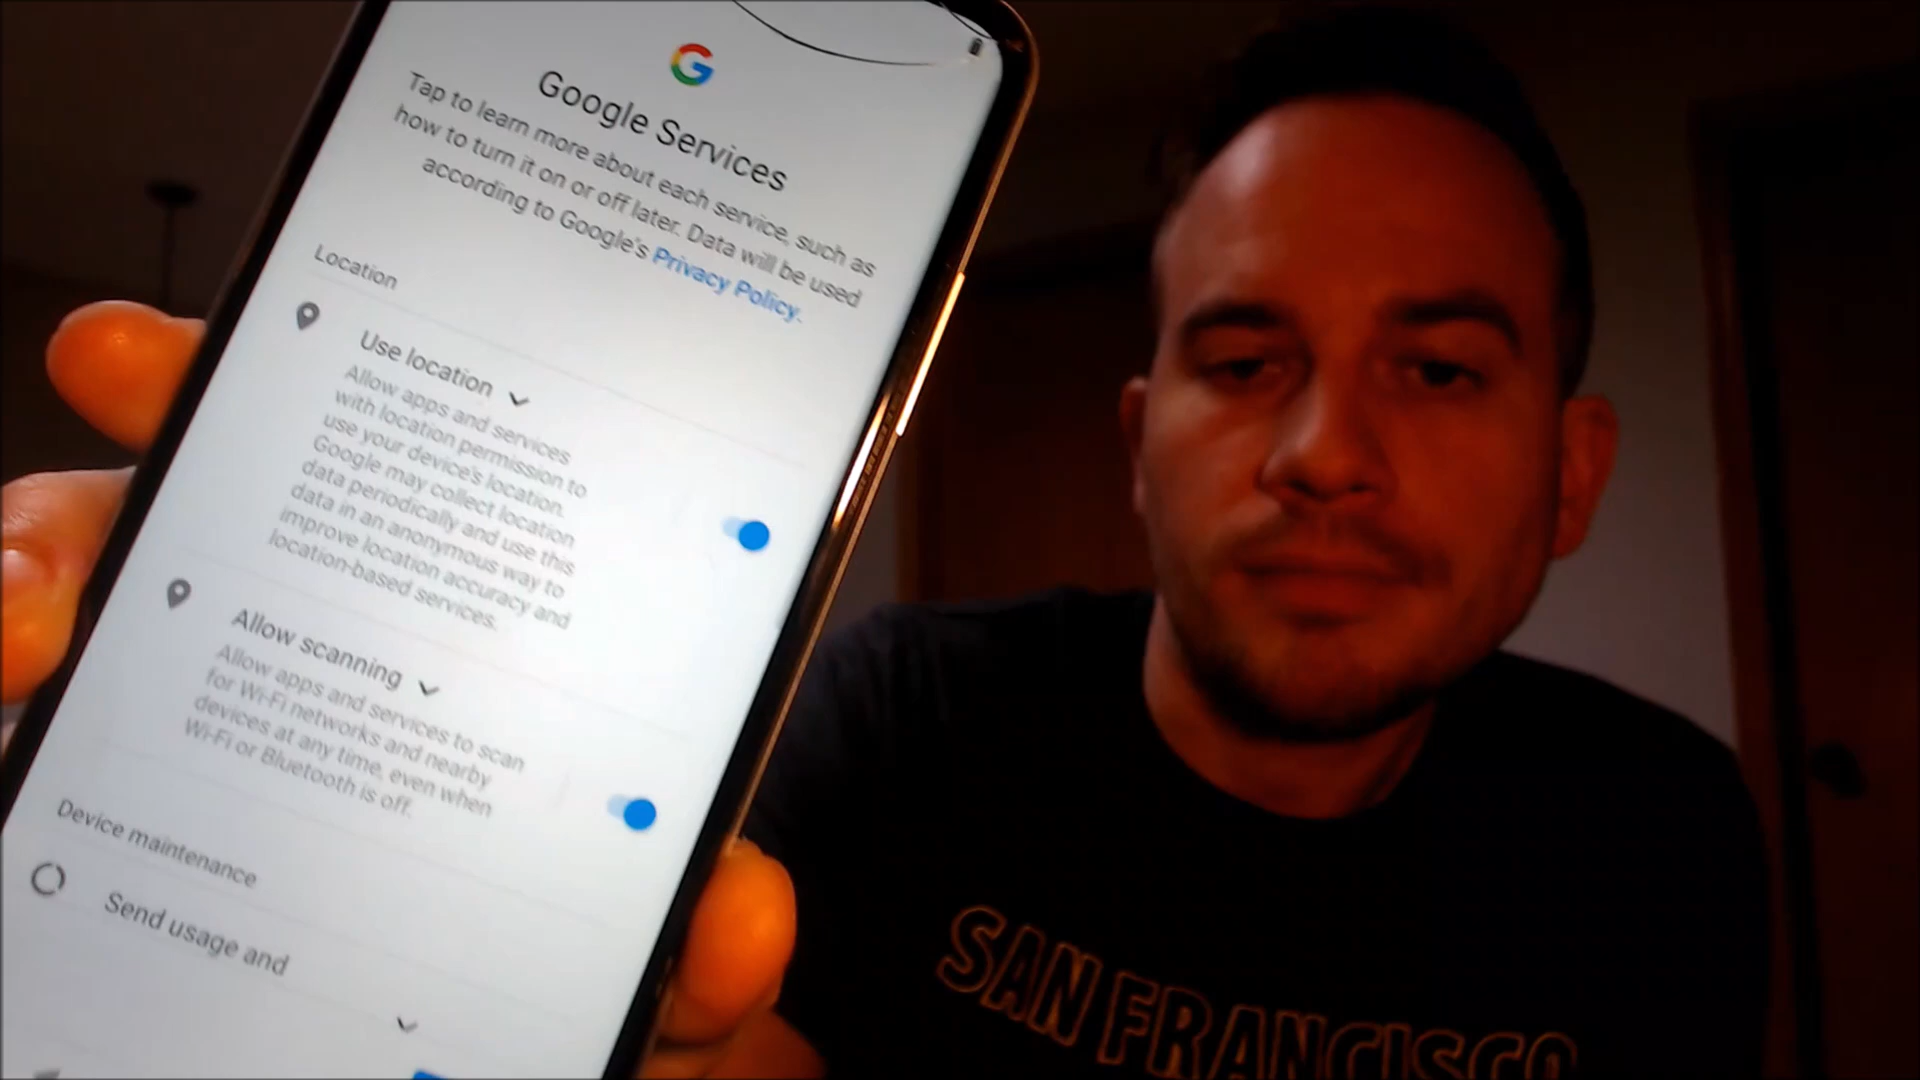 G
Google Services
Tap to learn more about each service, such as
how to turn it on or off later. Data will be used
according to Google's Privacy Policy.
Location
Use location
Allow apps and services
with location permission to
use your device's location.
Google may collect location
data periodically and use this
data in an anonymous way to
improve location accuracy and
location-based services.
Allow scanning
Allow apps and services to scan
for Wi-Fi networks and nearby
devices at any time, even when
Wi-Fi or Bluetooth is off.
Device maintenance
Send usage and
SAN FRANCISCO